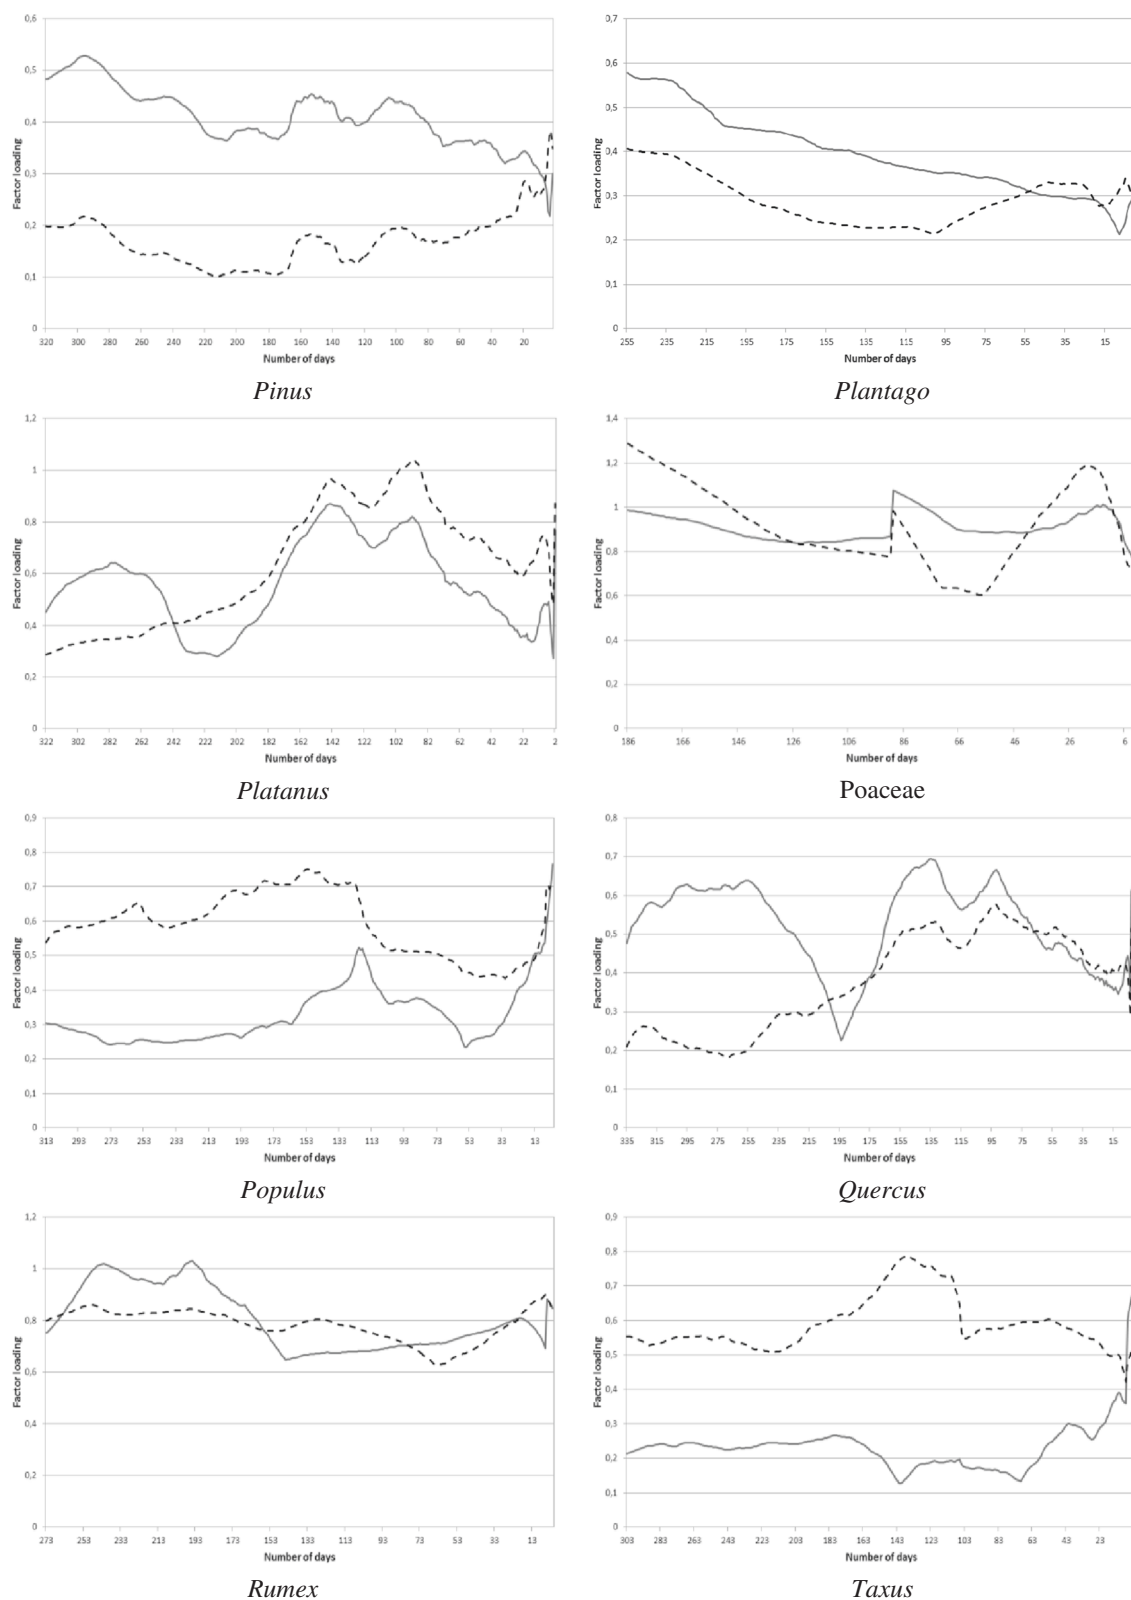 0,6
0,5
0,4
0,3
0,2
0,1
0
Factor loading
320 300 280 260 240 220 200 180 160 140 120 100 80 60 40 20
Number of days
Pinus
0,7
0,6
0,5
0,4
0,3
0,2
0,1
0
Factor loading
255 235 215 195 175 155 135 115 95 75 55 35 15
Number of days
Plantago
1,2
1
0,8
0,6
0,4
0,2
0
Factor loading
322 302 282 262 242 222 202 182 162 142 122 102 82 62 42 22 2
Number of days
Platanus
1,4
1,2
1
0,8
0,6
0,4
0,2
0
Factor loading
186 166 146 126 106 86 66 46 26 6
Number of days
Poaceae
0,9
0,8
0,7
0,6
0,5
0,4
0,3
0,2
0,1
0
Factor loading
313 293 273 253 233 213 193 173 153 133 113 93 73 53 33 13
Number of days
Populus
0,8
0,7
0,6
0,5
0,4
0,3
0,2
0,1
0
Factor loading
335 315 295 275 255 235 215 195 175 155 135 115 95 75 55 35 15
Number of days
Quercus
1,2
1
0,8
0,6
0,4
0,2
0
Factor loading
273 253 233 213 193 173 153 133 113 93 73 53 33 13
Number of days
Rumex
0,9
0,8
0,7
0,6
0,5
0,4
0,3
0,2
0,1
0
Factor loading
303 283 263 243 223 203 183 163 143 123 103 83 63 43 23
Number of days
Taxus